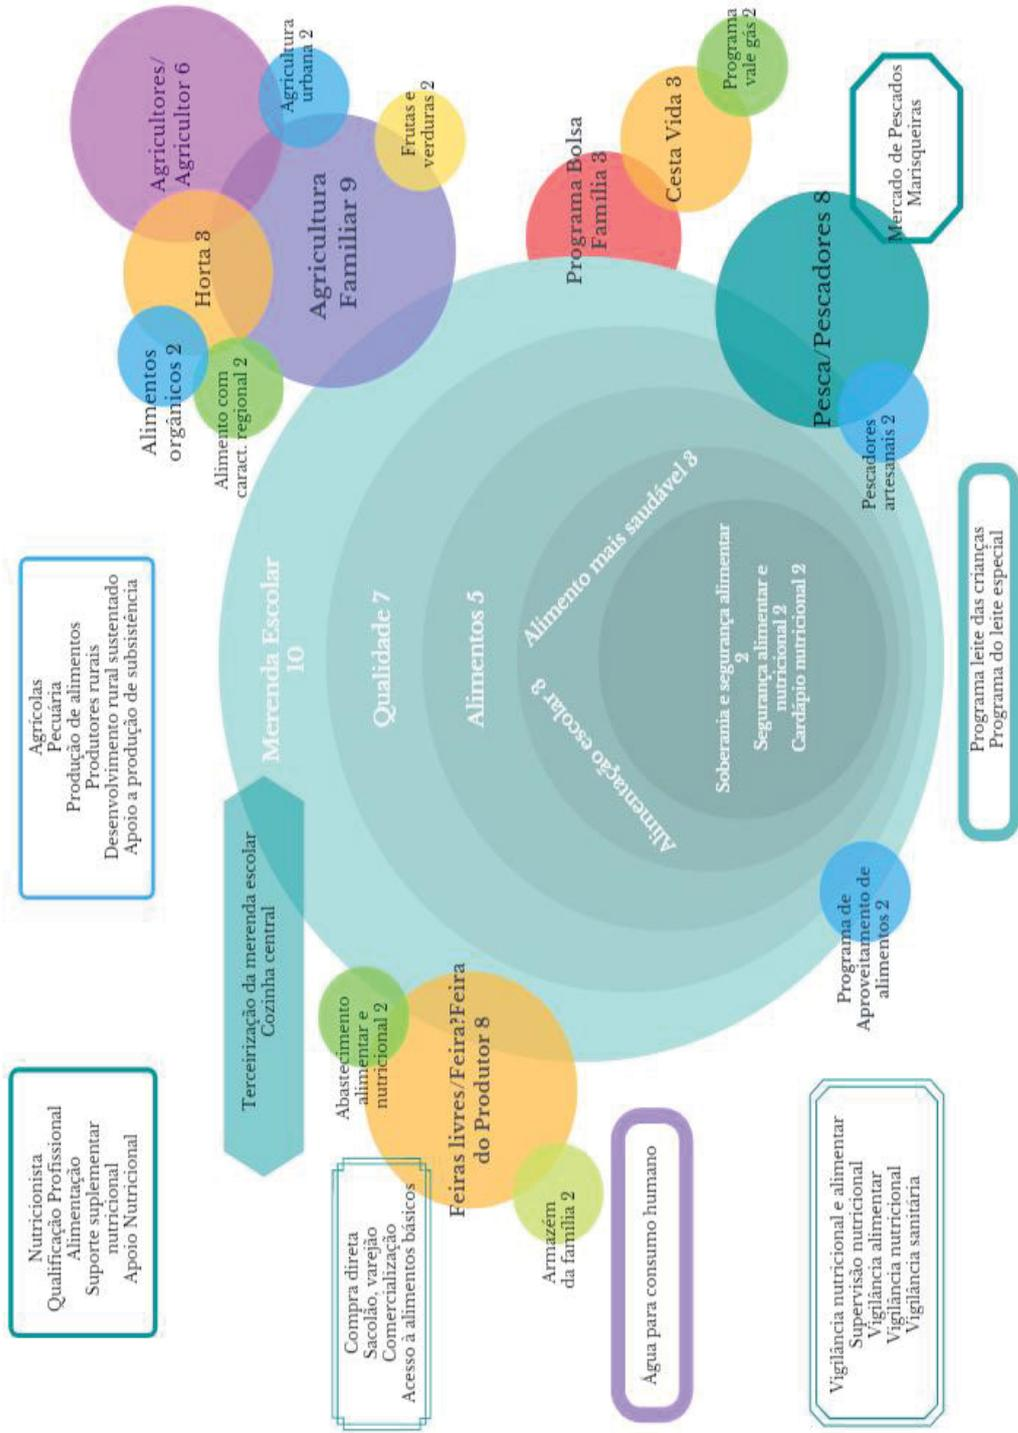 Nutricionista
Qualificação Profissional
Alimentação
Suporte suplementar
nutricional
Apoio Nutricional
Agrícolas
Pecuária
Produção de alimentos
Produtores rurais
Desenvolvimento rural sustentado
Apoio a produção de subsistência
Alimentos
orgânicos 2
Horta 3
Agricultores/
Agricultor 6
Alimento com
caract. regional 2
Agricultura
Familiar 9
Agricultura
urbana 2
Frutas e
verduras 2
Terceirização da merenda escolar
Cozinha central
Merenda Escolar
10
Qualidade 7
Alimentos 5
Alimentação escolar 3
Alimento mais saudável 3
Soberania e segurança alimentar
2
Segurança alimentar e
nutricional 2
Cardápio nutricional 2
Compra direta
Sacolão, varejão
Comercialização
Acesso à alimentos básicos
Abastecimento
alimentar e
nutricional 2
Feiras livres/Feira?Feira
do Produtor 8
Armazém
da família 2
Programa Bolsa
Família 3
Cesta Vida 3
Programa
vale gás 2
Água para consumo humano
Pesca/Pescadores 8
Pescadores
artesanais 2
Mercado de Pescados
Marisqueiras
Vigilância nutricional e alimentar
Supervisão nutricional
Vigilância alimentar
Vigilância nutricional
Vigilância sanitária
Programa de
Aproveitamento de
alimentos 2
Programa leite das crianças
Programa do leite especial